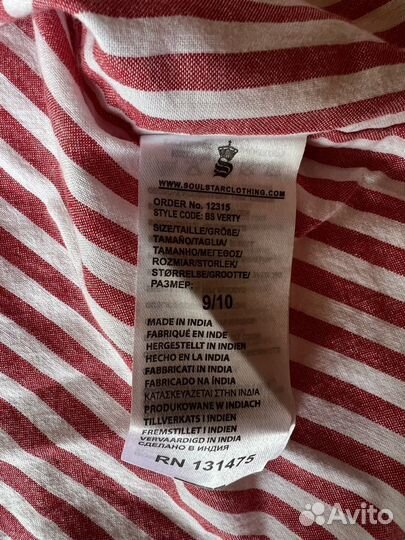 S
WWW.SOULSTARCLOTHING.COM
ORDER No. 12315
STYLE CODE: BS VERTY
SIZE/TAILLE/GRÖßE/
TAMAÑO/TAGLIA/
TAMANHO/ΜΕΓΕΘΟΣ/
ROZMIAR/STORLEK/
STØRRELSE/GROOTTE/
РАЗМЕР:
9/10
MADE IN INDIA
FABRIQUÉ EN INDE
HERGESTELLT IN INDIEN
HECHO EN LA INDIA
FABBRICATI IN INDIA
FABRICADO NA ÍNDIA
ΚΑΤΑΣΚΕΥΑΖΕΤΑΙ ΣΤΗΝ ΙΝΔΙΑ
PRODUKOWANE W INDIACH
TILLVERKATS I INDIEN
FREMSTILLET I INDIEN
VERVAARDIGD IN INDIA
СДЕЛАНО В ИНДИЯ
RN 131475
Avito